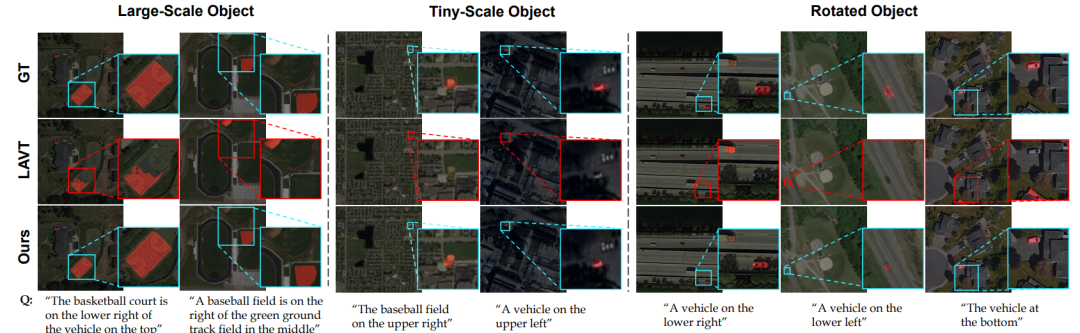 Large-Scale Object
Tiny-Scale Object
Rotated Object
GT
LAVT
Ours
Q:
"The basketball court is
on the lower right of
the vehicle on the top"
"A baseball field is on the
right of the green ground
track field in the middle"
"The baseball field
on the upper right"
"A vehicle on the
upper left"
"A vehicle on the
lower right"
"A vehicle on the
lower left"
"The vehicle at
the bottom"